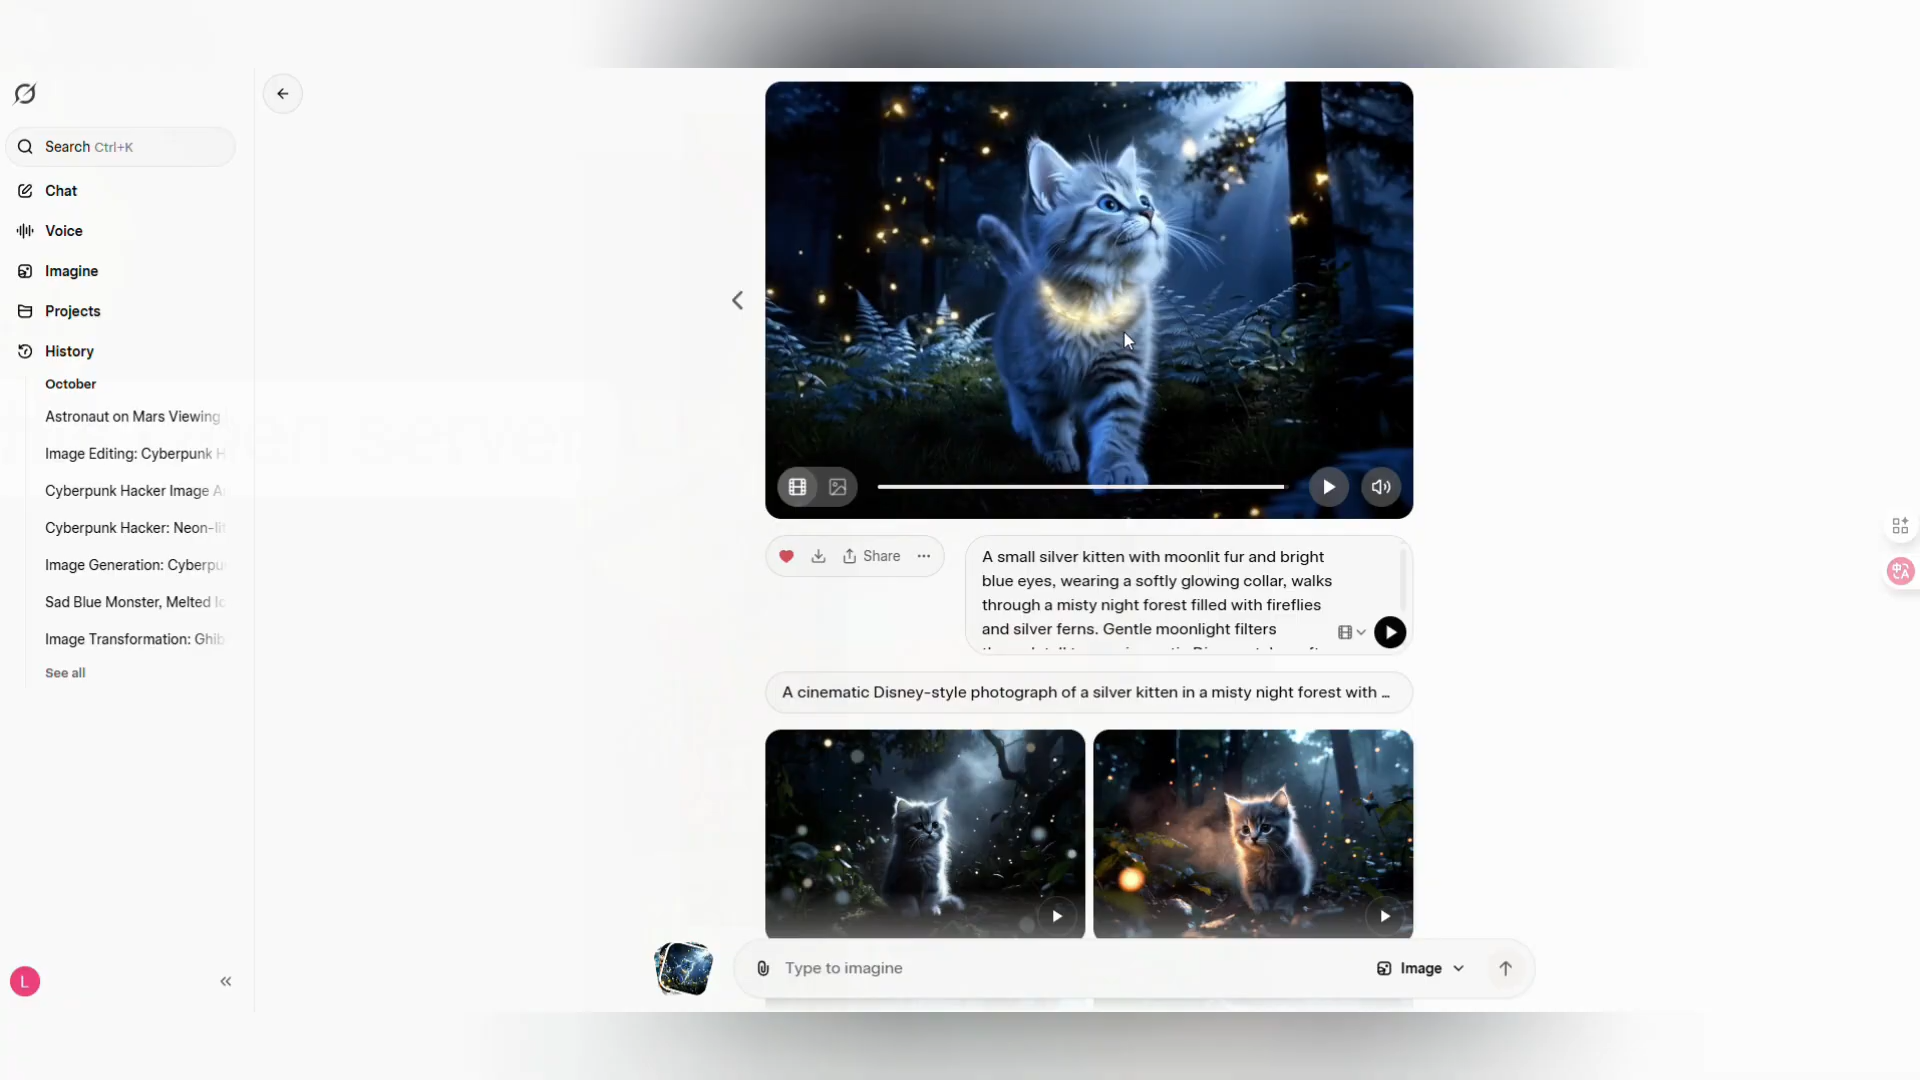 Search Ctrl+K
Chat
Voice
Imagine
Projects
History
October
Astronaut on Mars Viewing
Image Editing: Cyberpunk H
Cyberpunk Hacker Image A
Cyberpunk Hacker: Neon-lit
Image Generation: Cyberpu
Sad Blue Monster, Melted Ic
Image Transformation: Ghib
See all
L
Share
A small silver kitten with moonlit fur and bright
blue eyes, wearing a softly glowing collar, walks
through a misty night forest filled with fireflies
and silver ferns. Gentle moonlight filters
A cinematic Disney-style photograph of a silver kitten in a misty night forest with ...
Type to imagine
Image